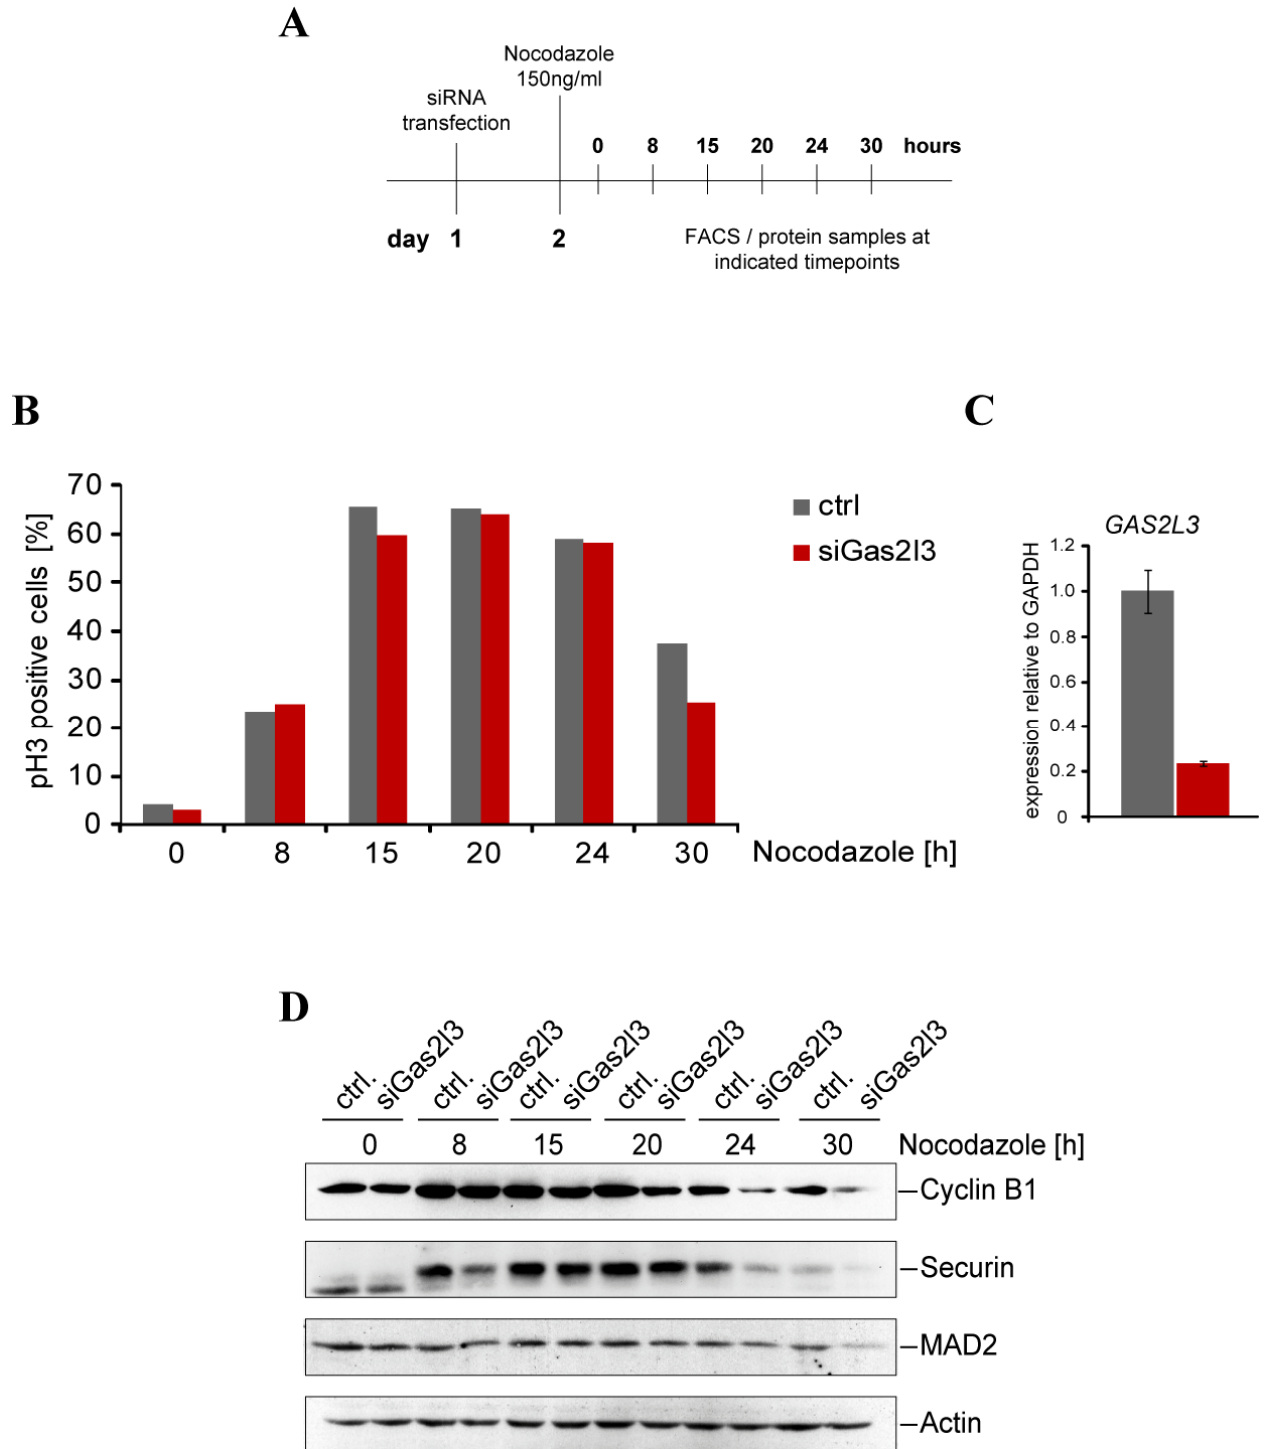 A
Nocodazole
150ng/ml
siRNA
transfection
0 8 15 20 24 30 hours
day 1 2
FACS / protein samples at
indicated timepoints
B
pH3 positive cells [%]
70
60
50
40
30
20
10
0
0 8 15 20 24 30 Nocodazole [h]
ctrl
siGas2l3
C
GAS2L3
expression relative to GAPDH
1.2
1.0
0.8
0.6
0.4
0.2
0
D
ctrl. siGas2l3 ctrl. siGas2l3 ctrl. siGas2l3 ctrl. siGas2l3 ctrl. siGas2l3 ctrl. siGas2l3
0 8 15 20 24 30 Nocodazole [h]
Cyclin B1
Securin
MAD2
Actin